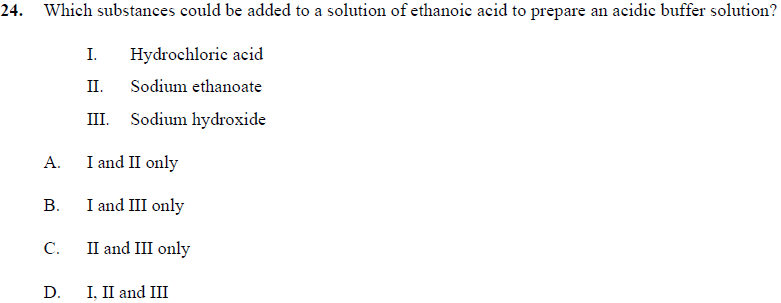 24. Which substances could be added to a solution of ethanoic acid to prepare an acidic buffer solution?
I. Hydrochloric acid
II. Sodium ethanoate
III. Sodium hydroxide
A. I and II only
B. I and III only
C. II and III only
D. I, II and III